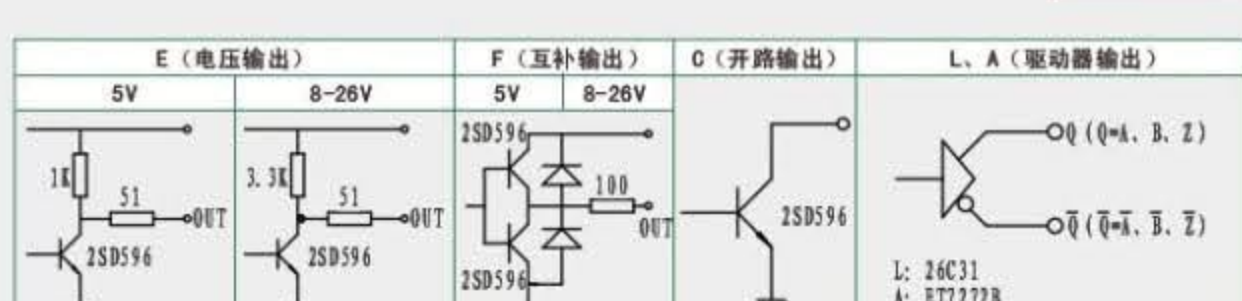 E（电压输出）
F（互补输出）
C（开路输出）
L、A（驱动器输出）
5V
8-26V
5V
8-26V
1K
51
OUT
2SD596
3.3K
51
OUT
2SD596
2SD596
100
OUT
2SD596
2SD596
Q(Q=A、B、Z)
Q̅(Q̅=A̅、B̅、Z̅)
L: 26C31
A: ET7272B